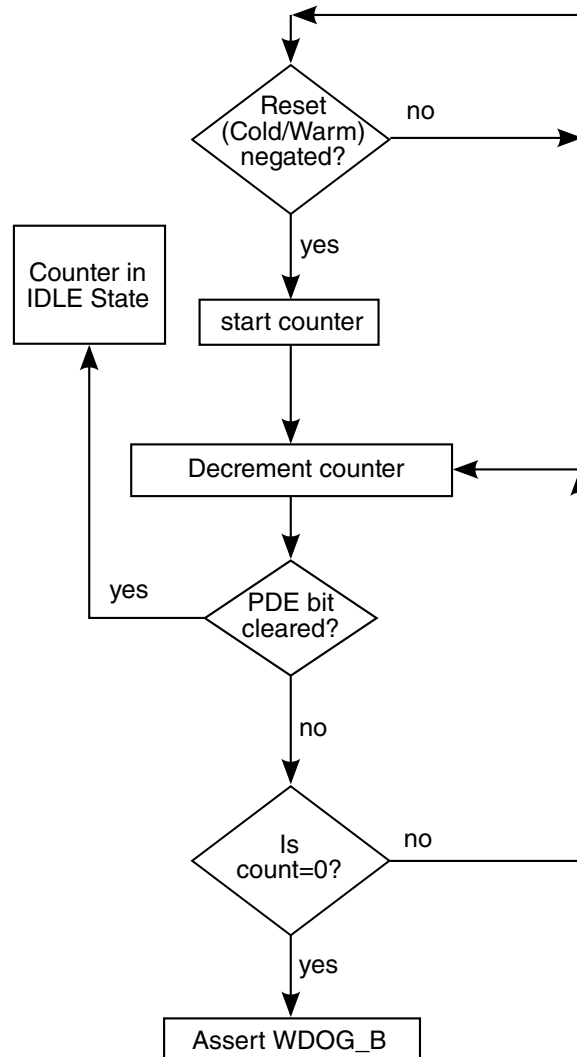 Reset
(Cold/Warm)
negated?
no
yes
Counter in
IDLE State
start counter
Decrement counter
yes
PDE bit
cleared?
no
Is
count=0?
no
yes
Assert WDOG_B